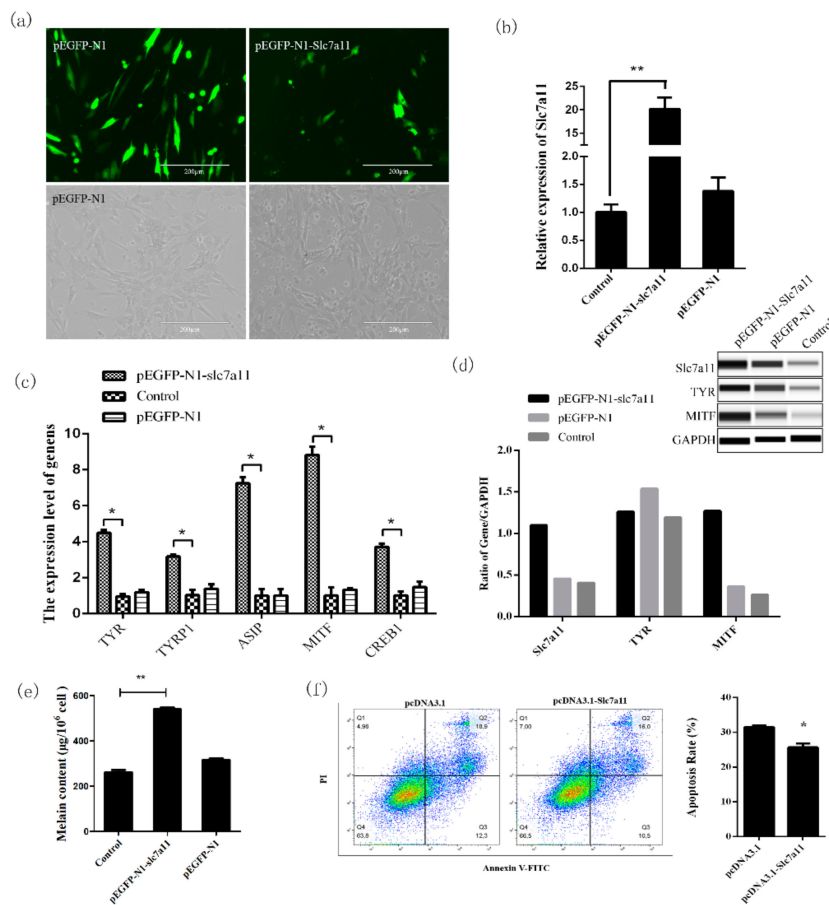 (a)
pEGFP-N1
pEGFP-N1-Slc7a11
200μm
200μm
pEGFP-N1
200μm
200μm
(b)
Relative expression of Slc7a11
**
25
20
15
10
5
1.5
1.0
0.5
0.0
Control
pEGFP-N1-slc7a11
pEGFP-N1
(c)
pEGFP-N1-slc7a11
Control
pEGFP-N1
The expression level of genens
10
8
6
4
2
0
*
*
*
*
*
TYR
TYRP1
ASIP
MITF
CREB1
(d)
pEGFP-N1-Slc7a11
pEGFP-N1
Control
Slc7a11
TYR
MITF
GAPDH
pEGFP-N1-slc7a11
pEGFP-N1
Control
Ratio of Gene/GAPDH
2.0
1.5
1.0
0.5
0.0
Slc7a11
TYR
MITF
(e)
Melain content (μg/10⁶ cell )
600
400
200
0
**
Control
pEGFP-N1-slc7a11
pEGFP-N1
(f)
pcDNA3.1
pcDNA3.1-Slc7a11
Q1
4.98
Q2
18.9
Q4
63.8
Q3
12.3
Q1
7.00
Q2
16.0
Q4
66.5
Q3
10.5
PI
Annexin V-FITC
Apoptosis Rate (%)
40
30
20
10
0
*
pcDNA3.1
pcDNA3.1-Slc7a11